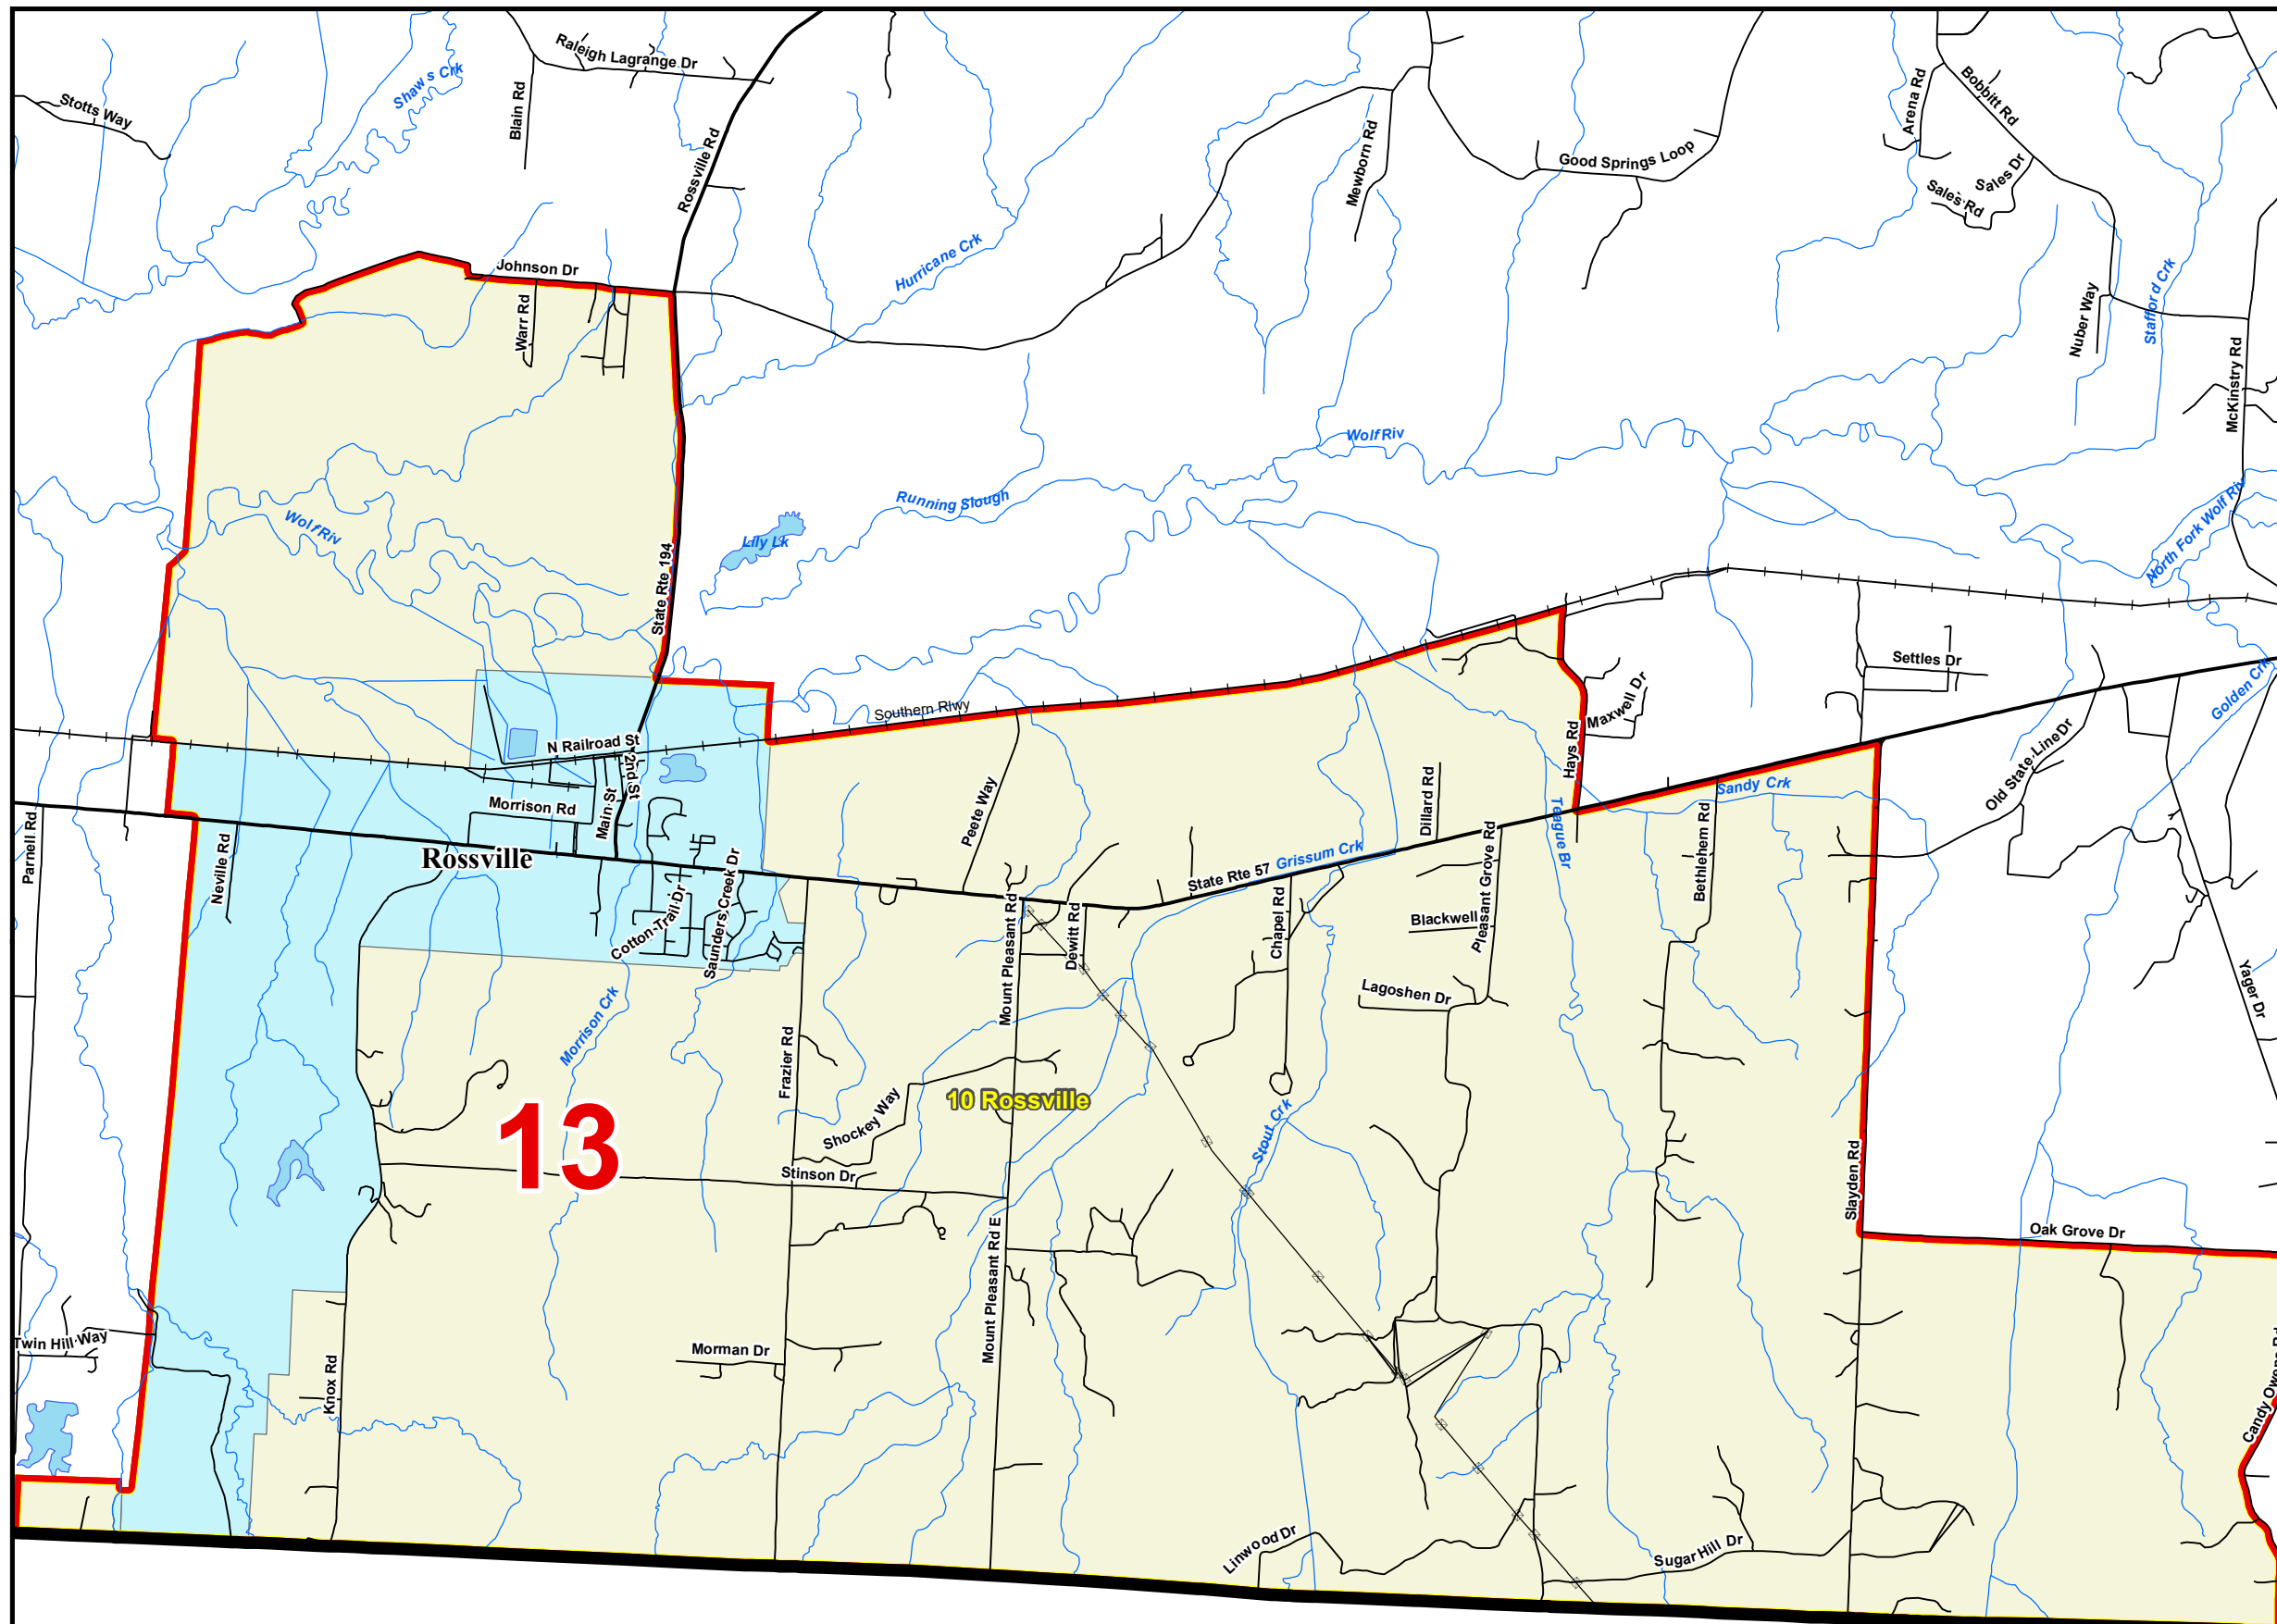 Raleigh Lagrange Dr
Shaws Crk
Stotts Way
Blain Rd
Rossville Rd
Mewborn Rd
Good Springs Loop
Arena Rd
Bobbitt Rd
Sales Dr
Sales Rd
Johnson Dr
Hurricane Crk
Warr Rd
Nuber Way
Stafford Crk
McKinstry Rd
Wolf Riv
Wolf Riv
Running Slough
Lily Lk
North Fork Wolf Riv
State Rte 194
Settles Dr
Golden Crk
Southern Rlwy
Maxwell Dr
Hays Rd
N Railroad St
2nd St
Main St
Morrison Rd
Old State Line Dr
Sandy Crk
Peete Way
Dillard Rd
Teague Br
Bethlehem Rd
Parnell Rd
Neville Rd
Rossville
State Rte 57
Grissum Crk
Pleasant Grove Rd
Cotton Trail Dr
Saunders Creek Dr
Mount Pleasant Rd
Dewitt Rd
Chapel Rd
Blackwell
Lagoshen Dr
Yager Dr
Morrison Crk
Frazier Rd
10 Rossville
13
Shockey Way
Stout Crk
Stinson Dr
Slayden Rd
Oak Grove Dr
Mount Pleasant Rd E
Twin Hill Way
Morman Dr
Knox Rd
Candy Owens Rd
Linwood Dr
Sugar Hill Dr